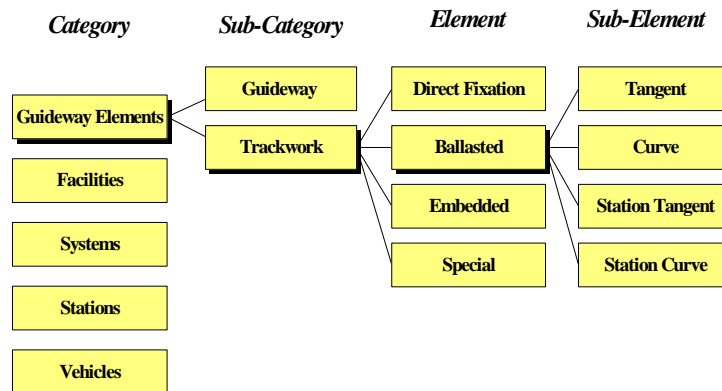 Category
Sub-Category
Element
Sub-Element
Guideway Elements
Facilities
Systems
Stations
Vehicles
Guideway
Trackwork
Direct Fixation
Ballasted
Embedded
Special
Tangent
Curve
Station Tangent
Station Curve